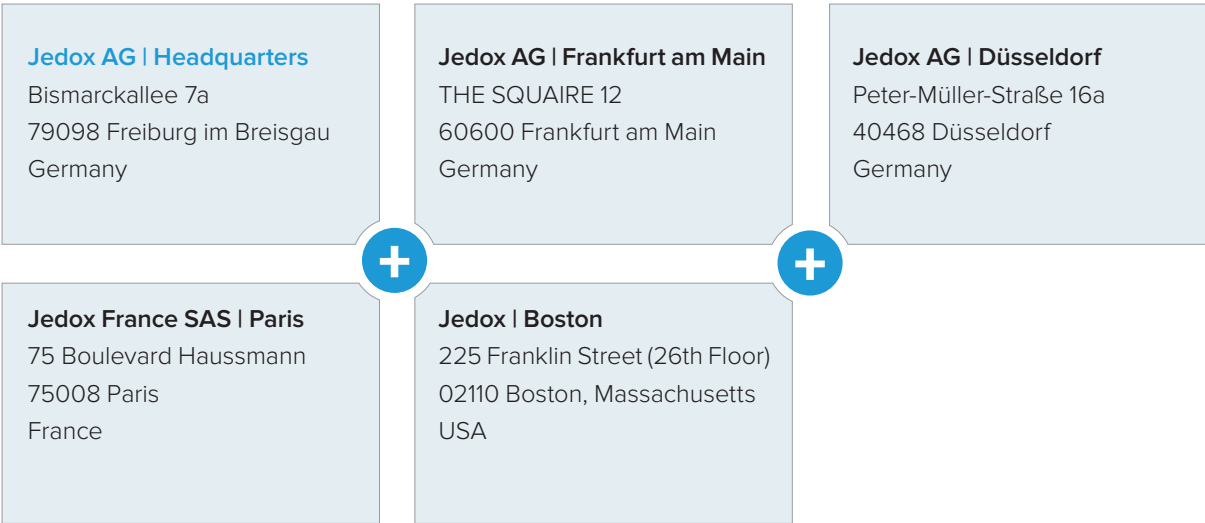 Jedox AG | Headquarters
Bismarckallee 7a
79098 Freiburg im Breisgau
Germany
Jedox AG | Frankfurt am Main
THE SQUAIRE 12
60600 Frankfurt am Main
Germany
Jedox AG | Düsseldorf
Peter-Müller-Straße 16a
40468 Düsseldorf
Germany
Jedox France SAS | Paris
75 Boulevard Haussmann
75008 Paris
France
Jedox | Boston
225 Franklin Street (26th Floor)
02110 Boston, Massachusetts
USA